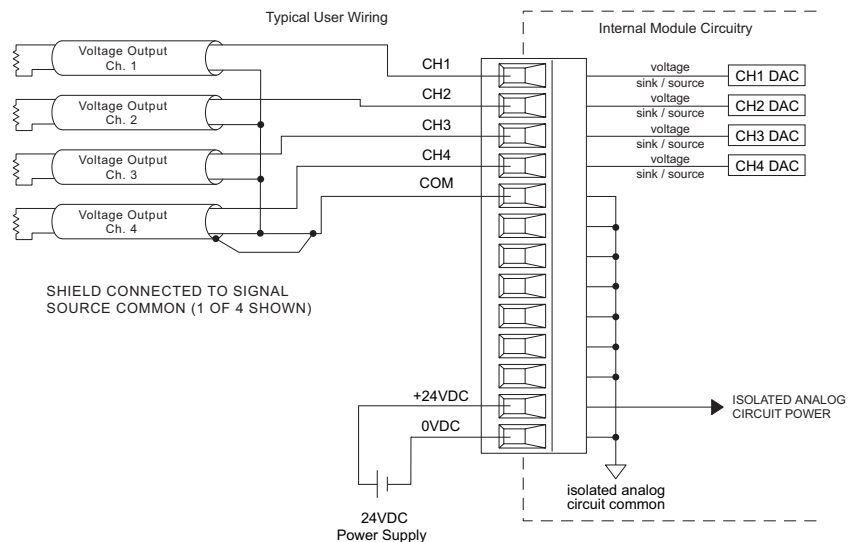 Typical User Wiring
Internal Module Circuitry
Voltage Output
Ch. 1
Voltage Output
Ch. 2
Voltage Output
Ch. 3
Voltage Output
Ch. 4
SHIELD CONNECTED TO SIGNAL
SOURCE COMMON (1 OF 4 SHOWN)
CH1
CH2
CH3
CH4
COM
+24VDC
0VDC
24VDC
Power Supply
voltage
sink / source
CH1 DAC
voltage
sink / source
CH2 DAC
voltage
sink / source
CH3 DAC
voltage
sink / source
CH4 DAC
ISOLATED ANALOG
CIRCUIT POWER
isolated analog
circuit common